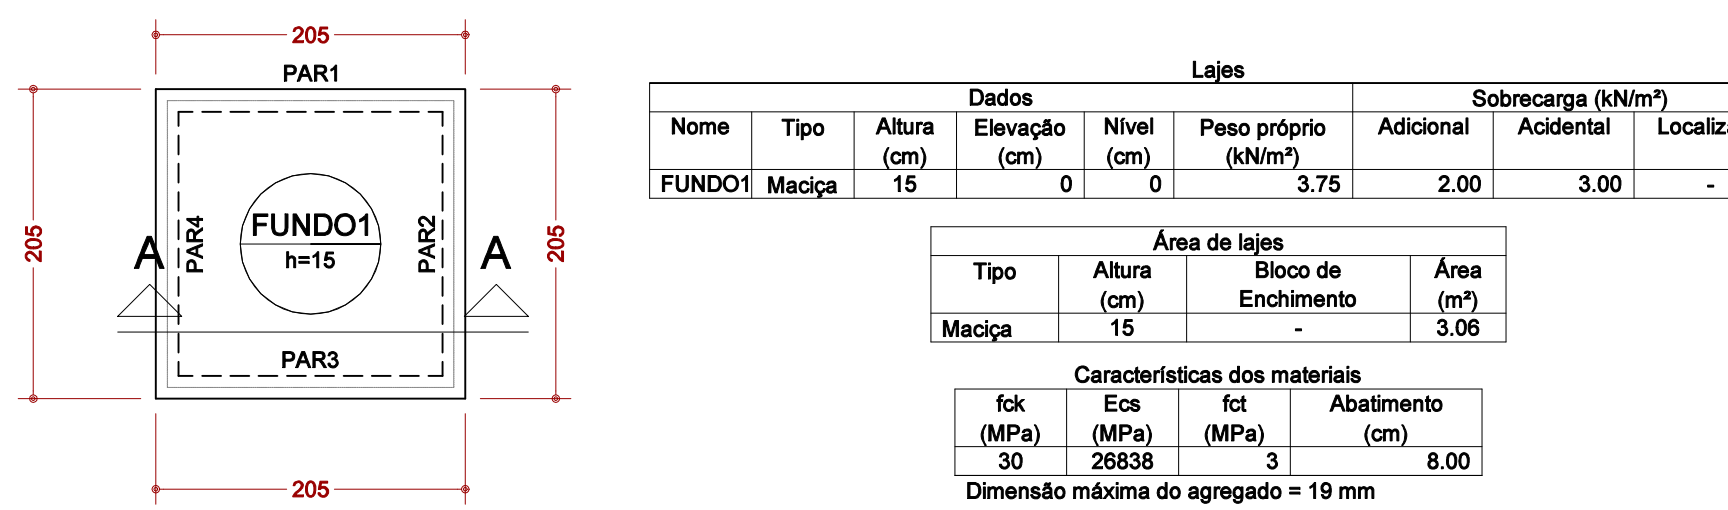 205
PAR1
205
205
A
PAR4
FUNDO1
h=15
PAR2
A
PAR3
205
Lajes
Dados Sobrecarga (kN/m²)
Nome Tipo Altura (cm) Elevação (cm) Nível (cm) Peso próprio (kN/m²) Adicional Acidental
FUNDO1 Maciça 15 0 0 3.75 2.00 3.00 -
Área de lajes
Tipo Altura (cm) Bloco de Enchimento Área (m²)
Maciça 15 - 3.06
Características dos materiais
fck (MPa) Ecs (MPa) fct (MPa) Abatimento (cm)
30 26838 3 8.00
Dimensão máxima do agregado = 19 mm